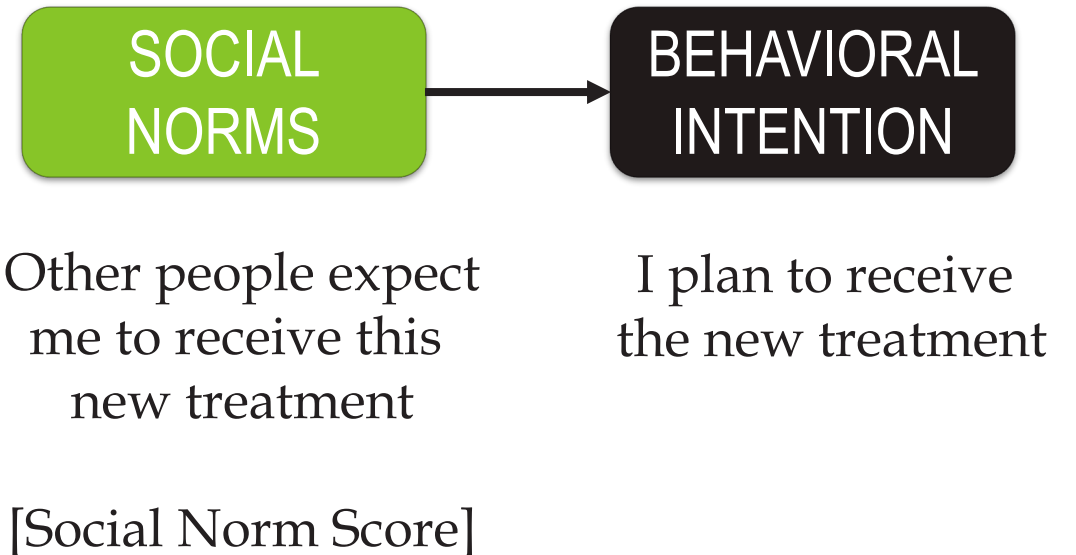 SOCIAL
NORMS
BEHAVIORAL
INTENTION
Other people expect
me to receive this
new treatment
I plan to receive
the new treatment
[Social Norm Score]